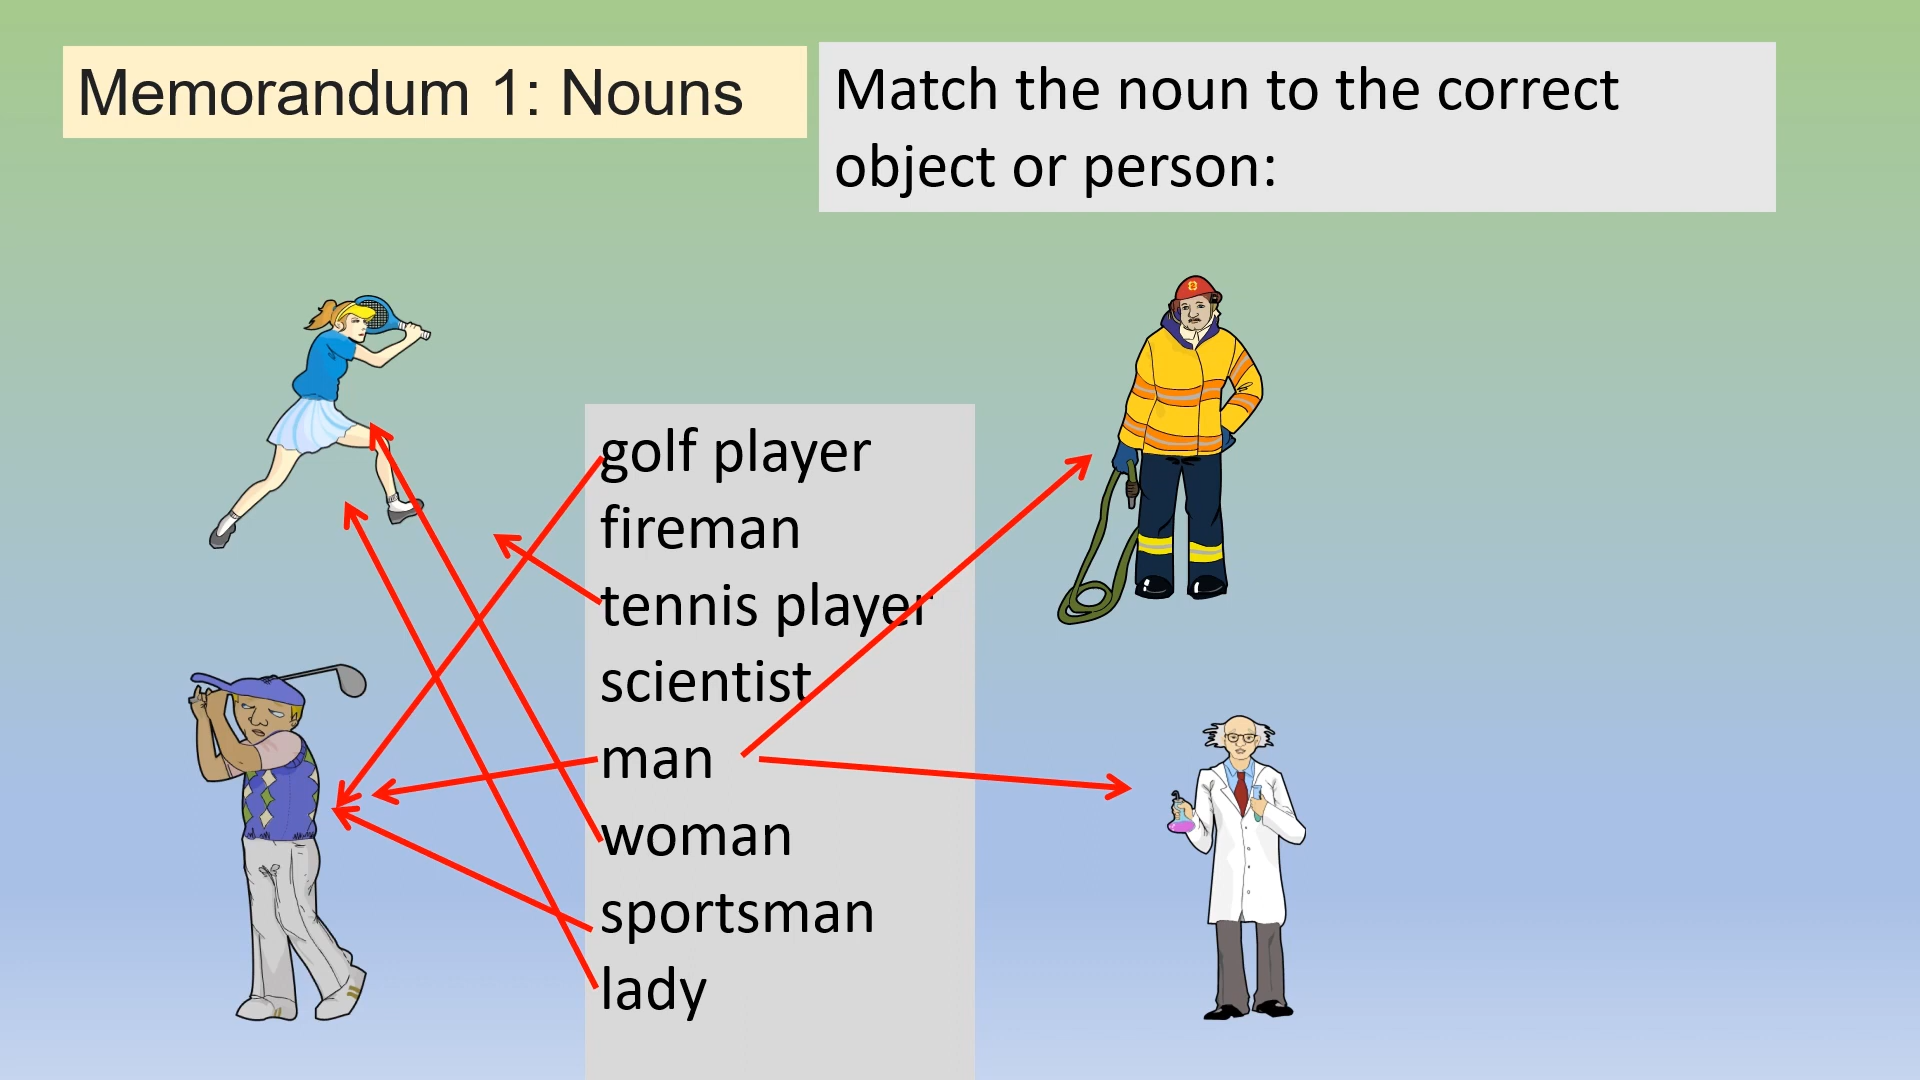 Memorandum 1: Nouns
Match the noun to the correct
object or person:
golf player
fireman
tennis player
scientist
man
woman
sportsman
lady